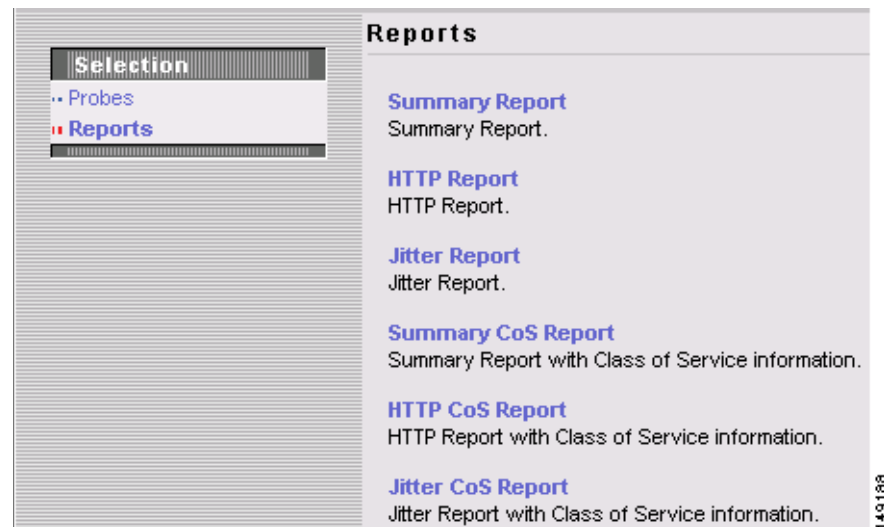 Selection
Probes
Reports
Reports
Summary Report
Summary Report.
HTTP Report
HTTP Report.
Jitter Report
Jitter Report.
Summary CoS Report
Summary Report with Class of Service information.
HTTP CoS Report
HTTP Report with Class of Service information.
Jitter CoS Report
Jitter Report with Class of Service information.
49188